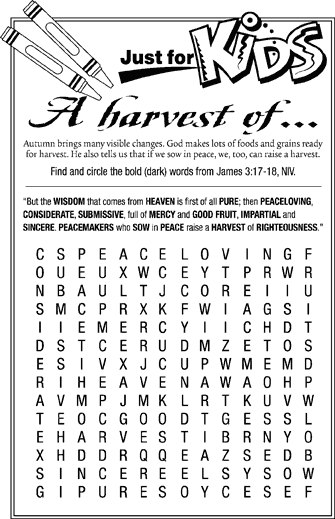 Just for KiDS
A harvest of...
Autumn brings many visible changes. God makes lots of foods and grains ready
for harvest. He also tells us that if we sow in peace, we, too, can raise a harvest.
Find and circle the bold (dark) words from James 3:17-18, NIV.
"But the WISDOM that comes from HEAVEN is first of all PURE; then PEACELOVING,
CONSIDERATE, SUBMISSIVE, full of MERCY and GOOD FRUIT, IMPARTIAL and
SINCERE. PEACEMAKERS who SOW in PEACE raise a HARVEST of RIGHTEOUSNESS."
C S P E A C E L O V I N G F
O U E U X W C E Y T P R W R
N B A U L T J C O R E I I U
S M C P R X K F W I A G S I
I I E M E R C Y I I C H D T
D S T C E R U D M Z E T O S
E S I V X J C U P W M E M D
R I H E A V E N A W A O H P
A V M P J M K L R T K U V W
T E O C G O O D T G E S S L
E H A R V E S T I B R N Y O
X H D D R Q Q E A Z S E D B
S I N C E R E E L S Y S O W
G I P U R E S O Y C E S E F